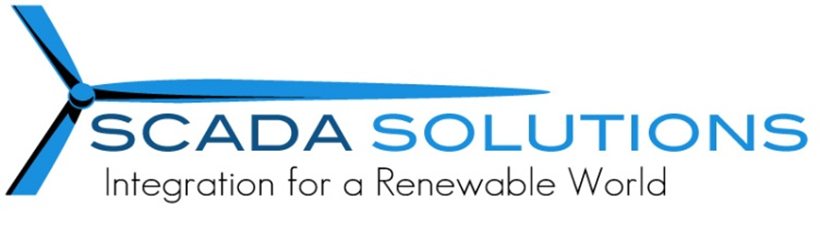 SCADA SOLUTIONS
Integration for a Renewable World